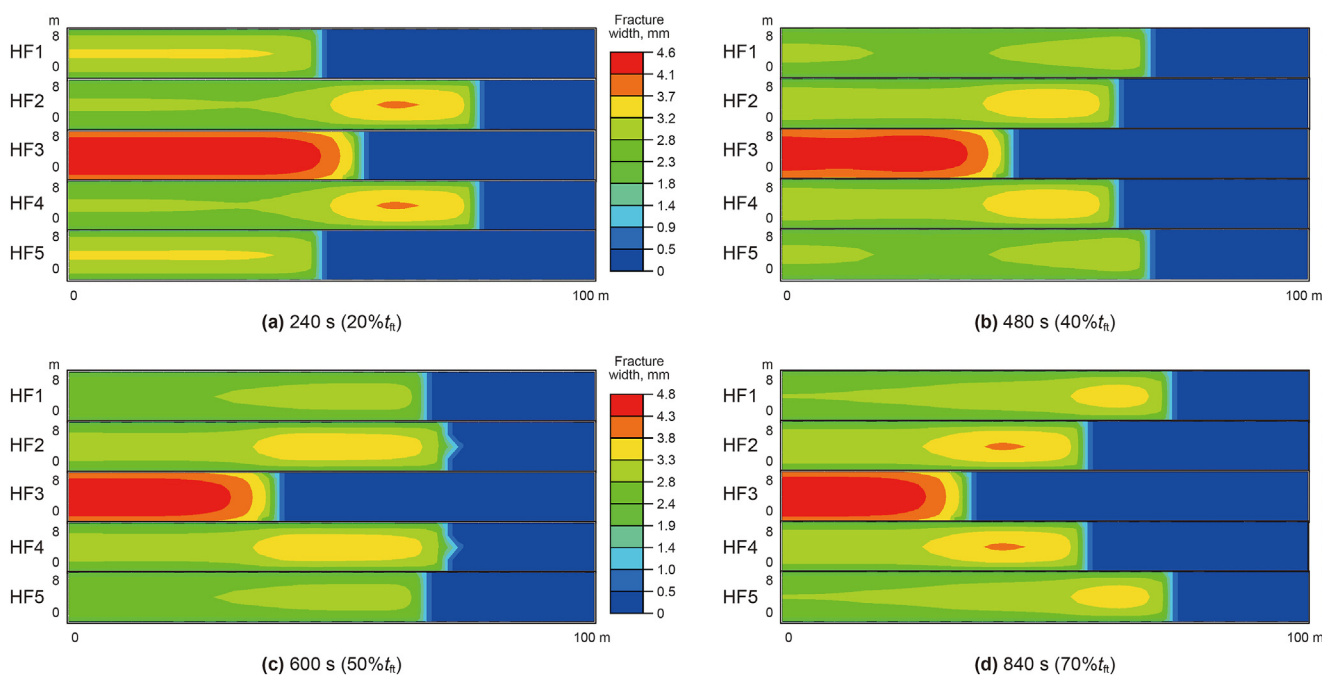 m
Fracture
width, mm
HF1
8
0
HF2
8
0
HF3
8
0
HF4
8
0
HF5
8
0
4.6
4.1
3.7
3.2
2.8
2.3
1.8
0.9
0.5
0
0
100 m
(a) 240 s (20%tft)
m
HF1
8
0
HF2
8
0
HF3
8
0
HF4
8
0
HF5
8
0
0
100 m
(b) 480 s (40%tft)
m
Fracture
width, mm
HF1
8
0
HF2
8
0
HF3
8
0
HF4
8
0
HF5
8
0
4.8
4.3
3.8
3.3
2.8
2.4
1.9
1.4
1.0
0.5
0
0
100 m
(c) 600 s (50%tft)
m
HF1
8
0
HF2
8
0
HF3
8
0
HF4
8
0
HF5
8
0
0
100 m
(d) 840 s (70%tft)